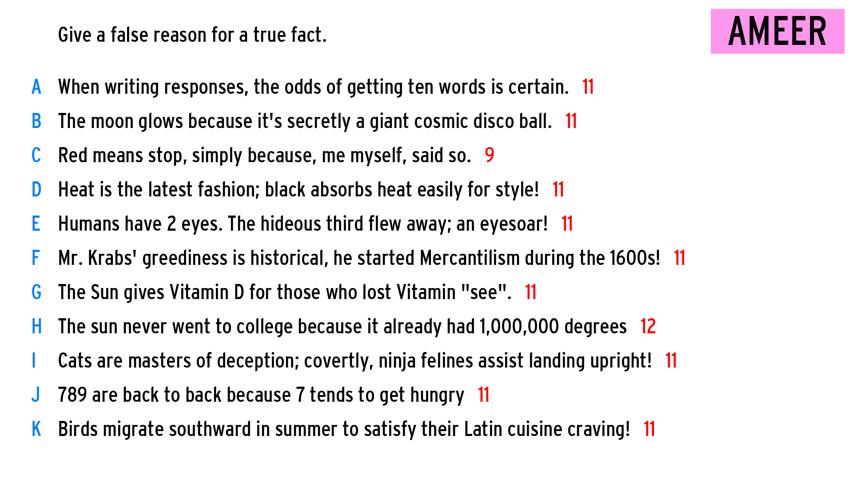 Give a false reason for a true fact.
AMEER
A When writing responses, the odds of getting ten words is certain. 11
B The moon glows because it's secretly a giant cosmic disco ball. 11
C Red means stop, simply because, me myself, said so. 9
D Heat is the latest fashion; black absorbs heat easily for style! 11
E Humans have 2 eyes. The hideous third flew away; an eyesoar! 11
F Mr. Krabs' greediness is historical, he started Mercantilism during the 1600s! 11
G The Sun gives Vitamin D for those who lost Vitamin "see". 11
H The sun never went to college because it already had 1,000,000 degrees 12
I Cats are masters of deception; covertly, ninja felines assist landing upright! 11
J 789 are back to back because 7 tends to get hungry 11
K Birds migrate southward in summer to satisfy their Latin cuisine craving! 11